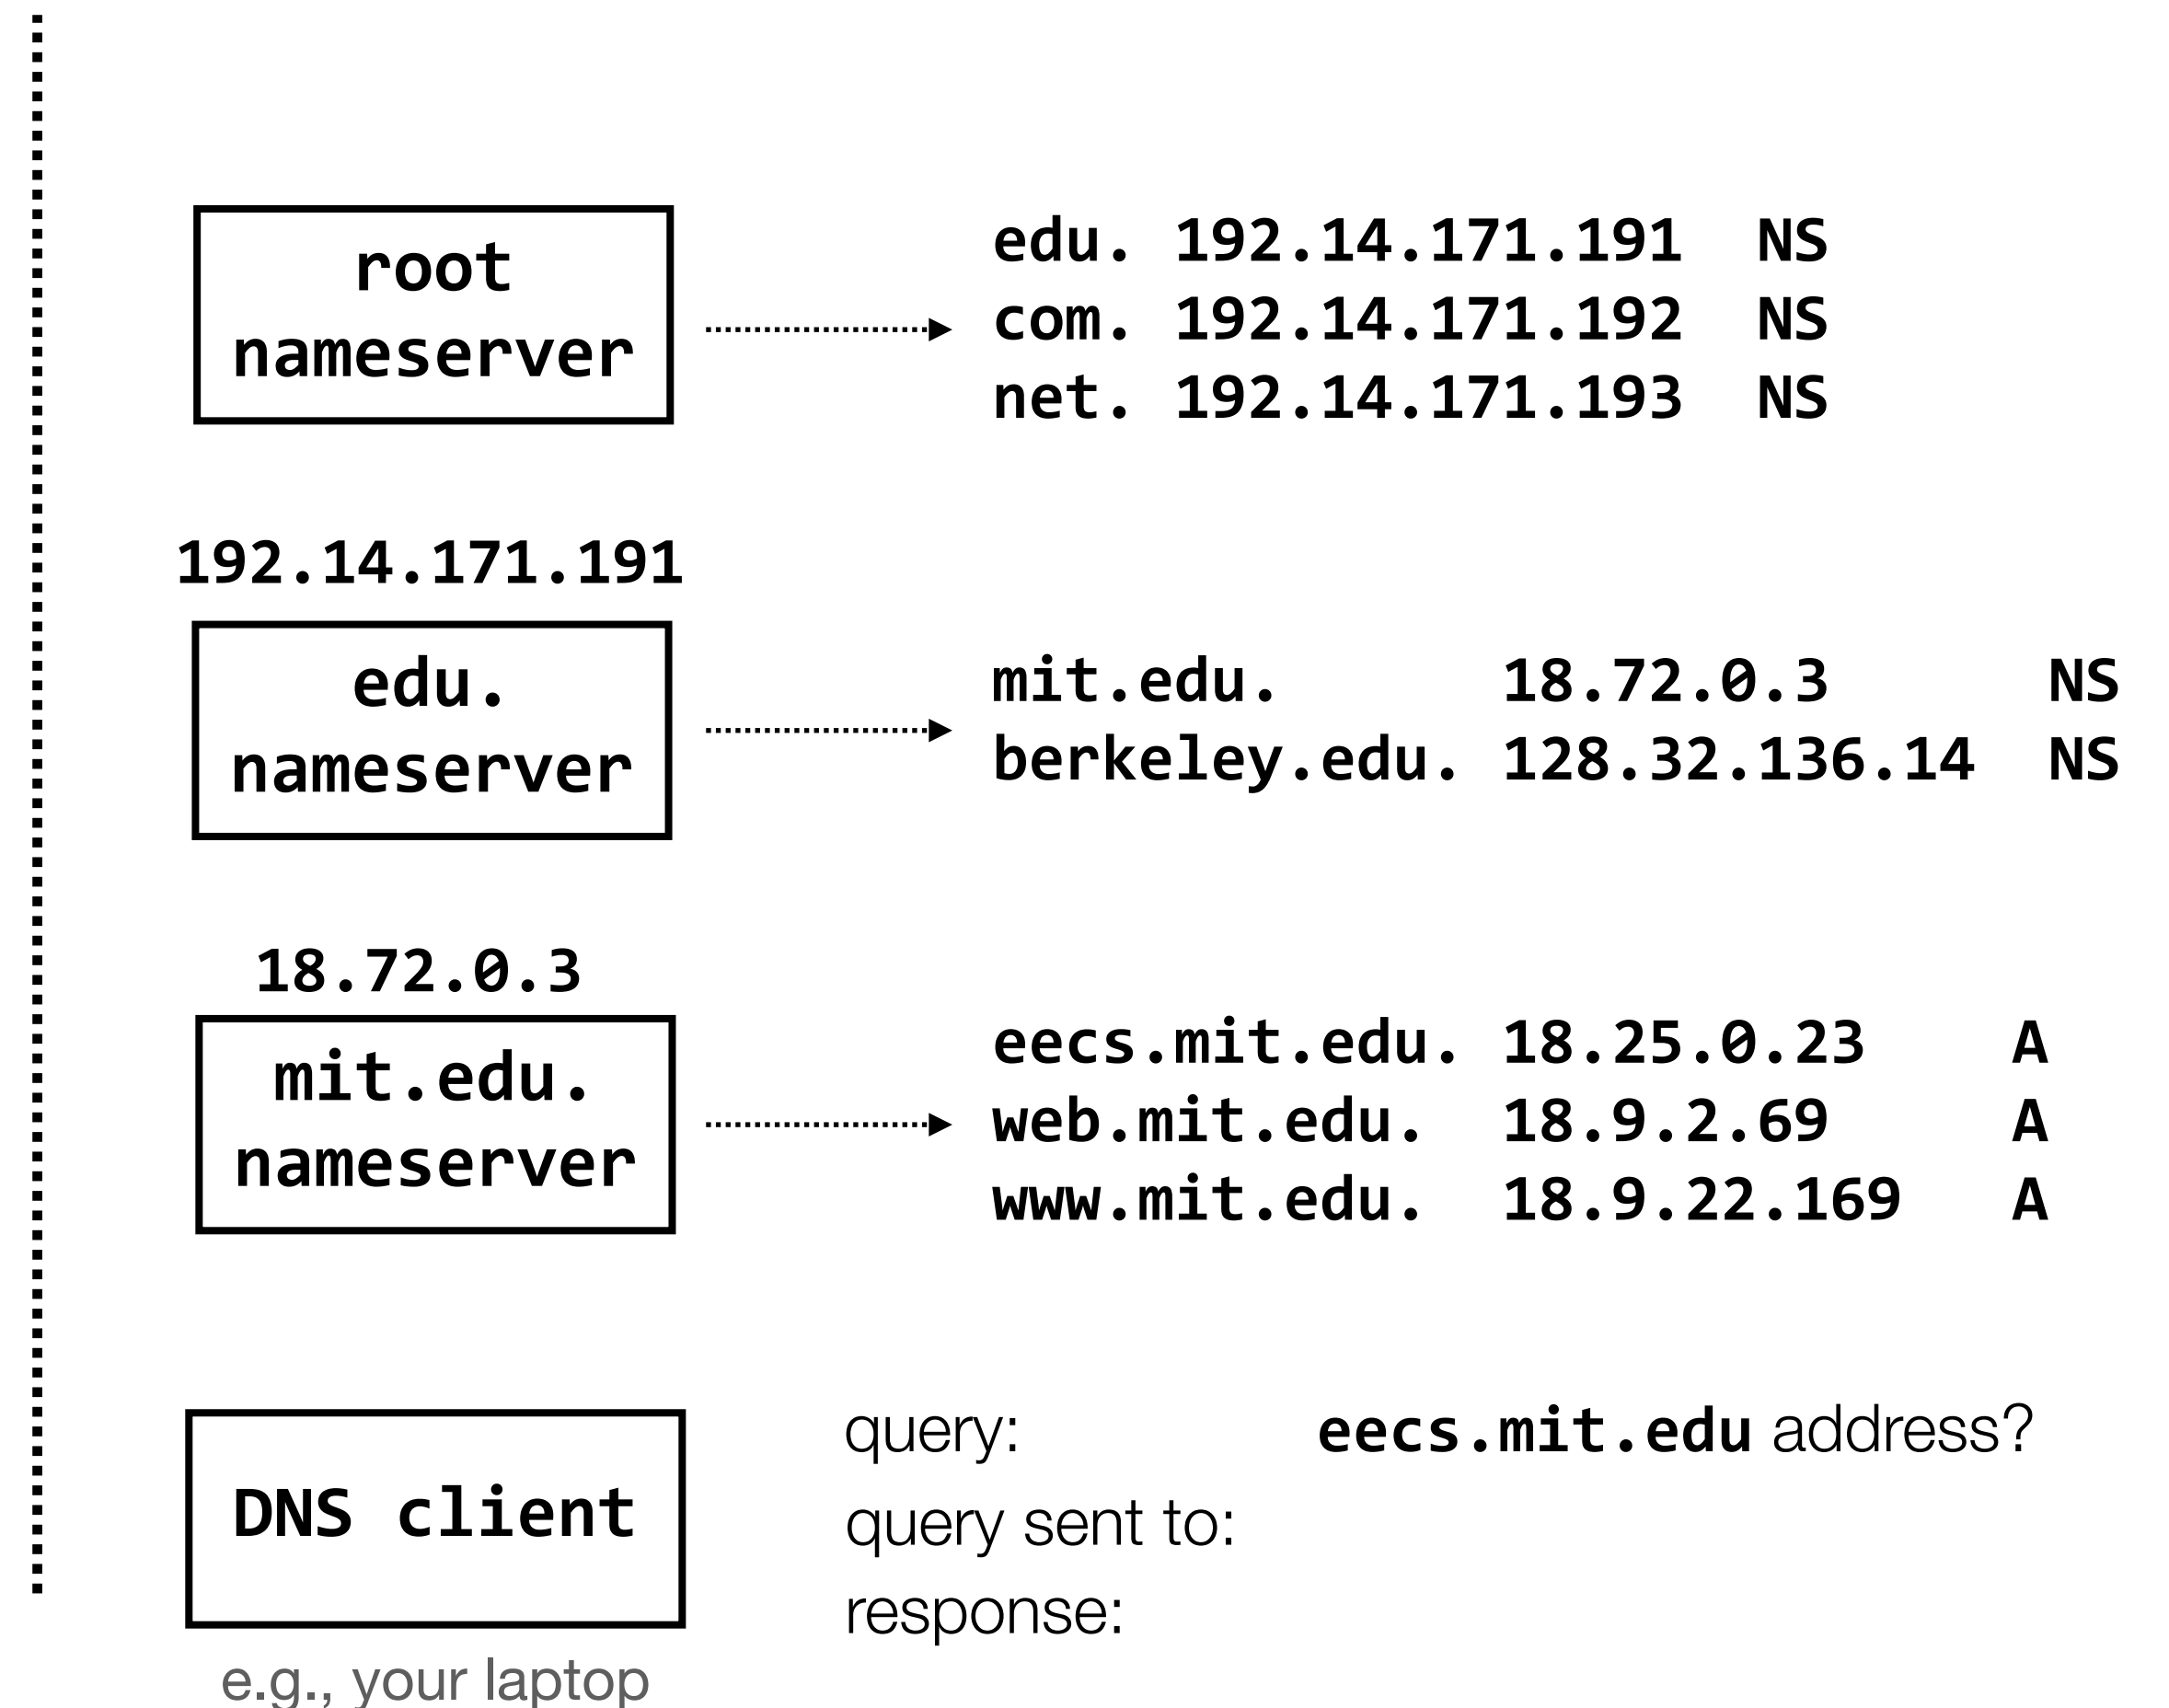 root
nameserver
edu. 192.14.171.191 NS
com. 192.14.171.192 NS
net. 192.14.171.193 NS
192.14.171.191
edu.
nameserver
mit.edu. 18.72.0.3 NS
berkeley.edu. 128.32.136.14 NS
18.72.0.3
mit.edu.
nameserver
eecs.mit.edu. 18.25.0.23 A
web.mit.edu. 18.9.2.69 A
www.mit.edu. 18.9.22.169 A
DNS client
e.g., your laptop
query: eecs.mit.edu address?
query sent to:
response: